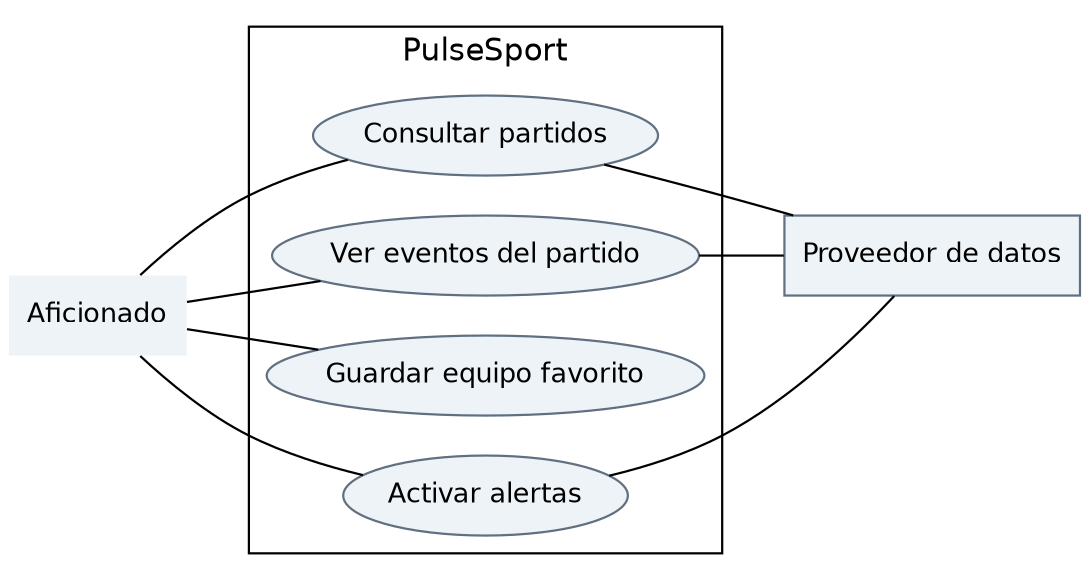 PulseSport
Consultar partidos
Ver eventos del partido
Proveedor de datos
Aficionado
Guardar equipo favorito
Activar alertas